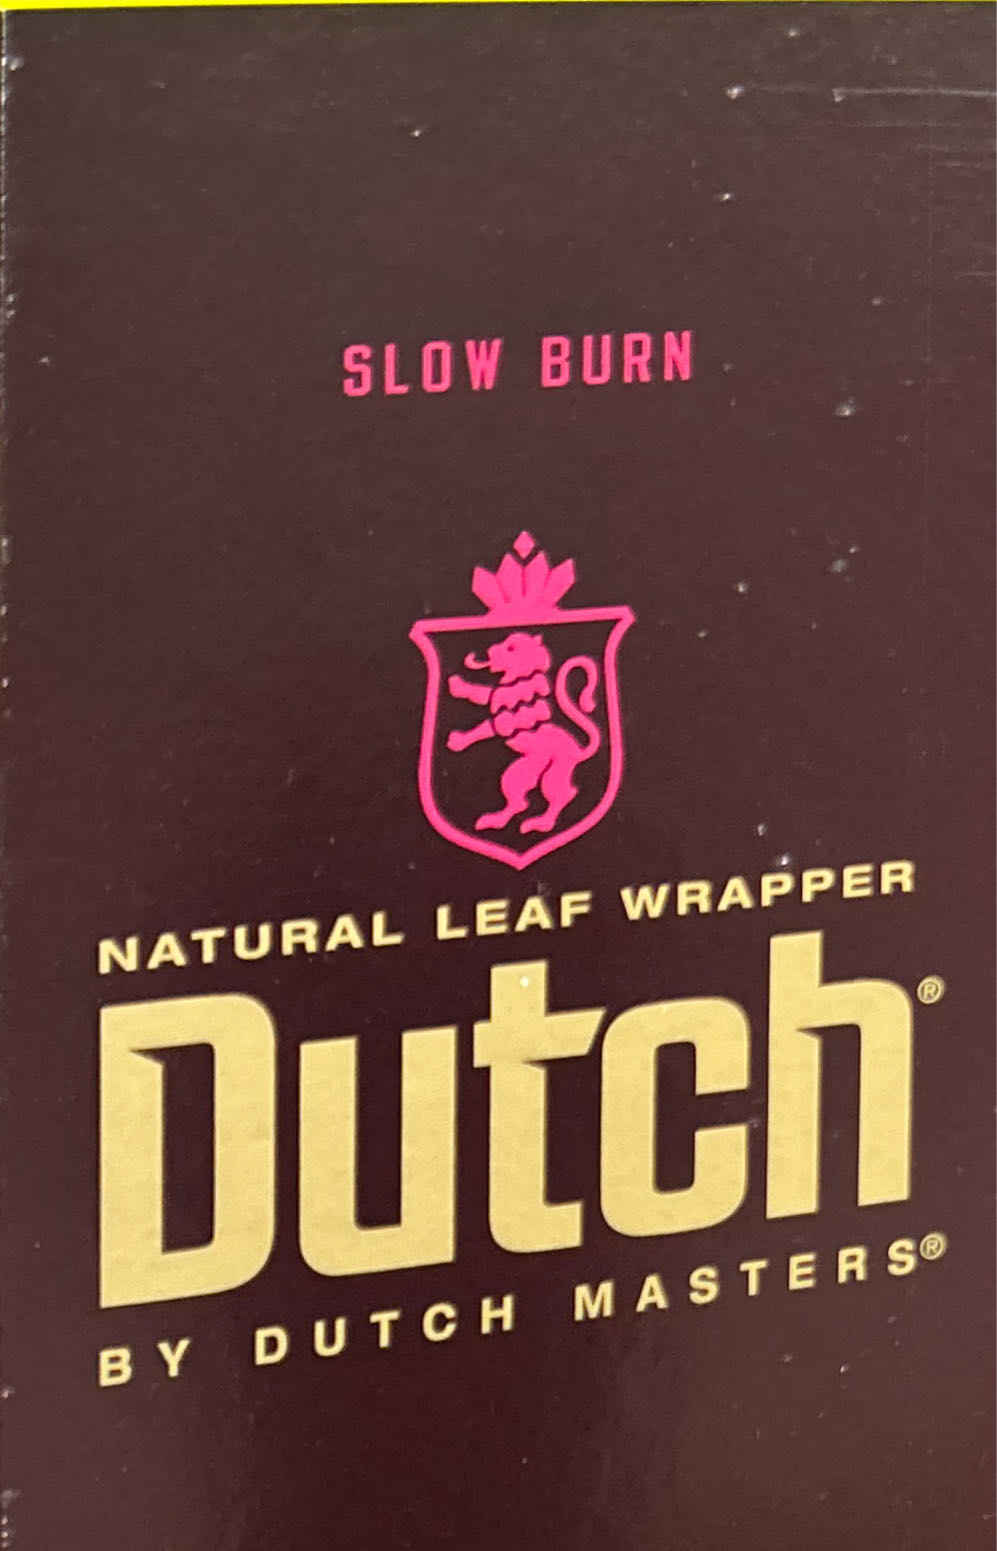 SLOW BURN
NATURAL LEAF WRAPPER
Dutch®
BY DUTCH MASTERS®